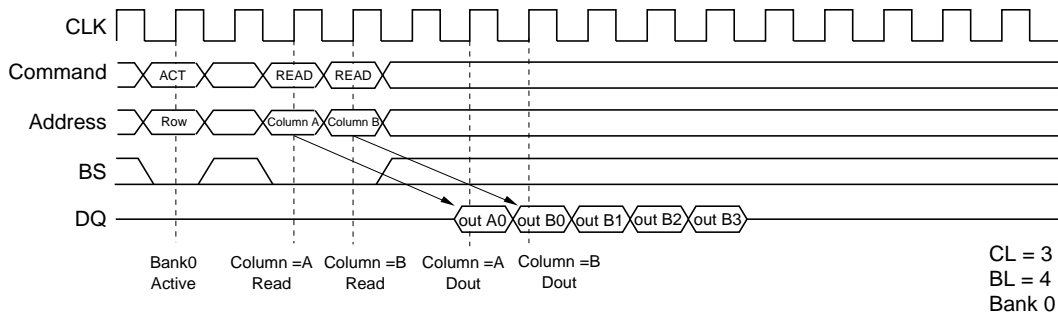 CLK
Command ACT READ READ
Address Row Column A Column B
BS
DQ out A0 out B0 out B1 out B2 out B3
Bank0 Column =A Column =B Column =A Column =B
Active Read Read Dout Dout
CL = 3
BL = 4
Bank 0